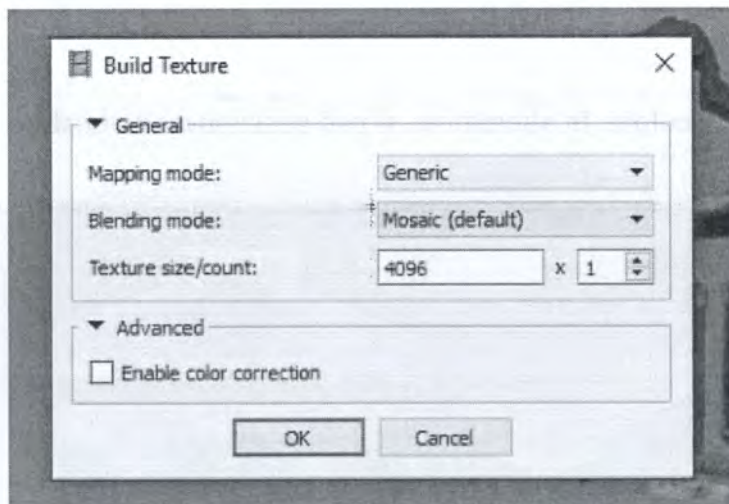 Build Texture
General
Mapping mode: Generic
Blending mode: Mosaic (default)
Texture size/count: 4096 x 1
Advanced
Enable color correction
OK Cancel